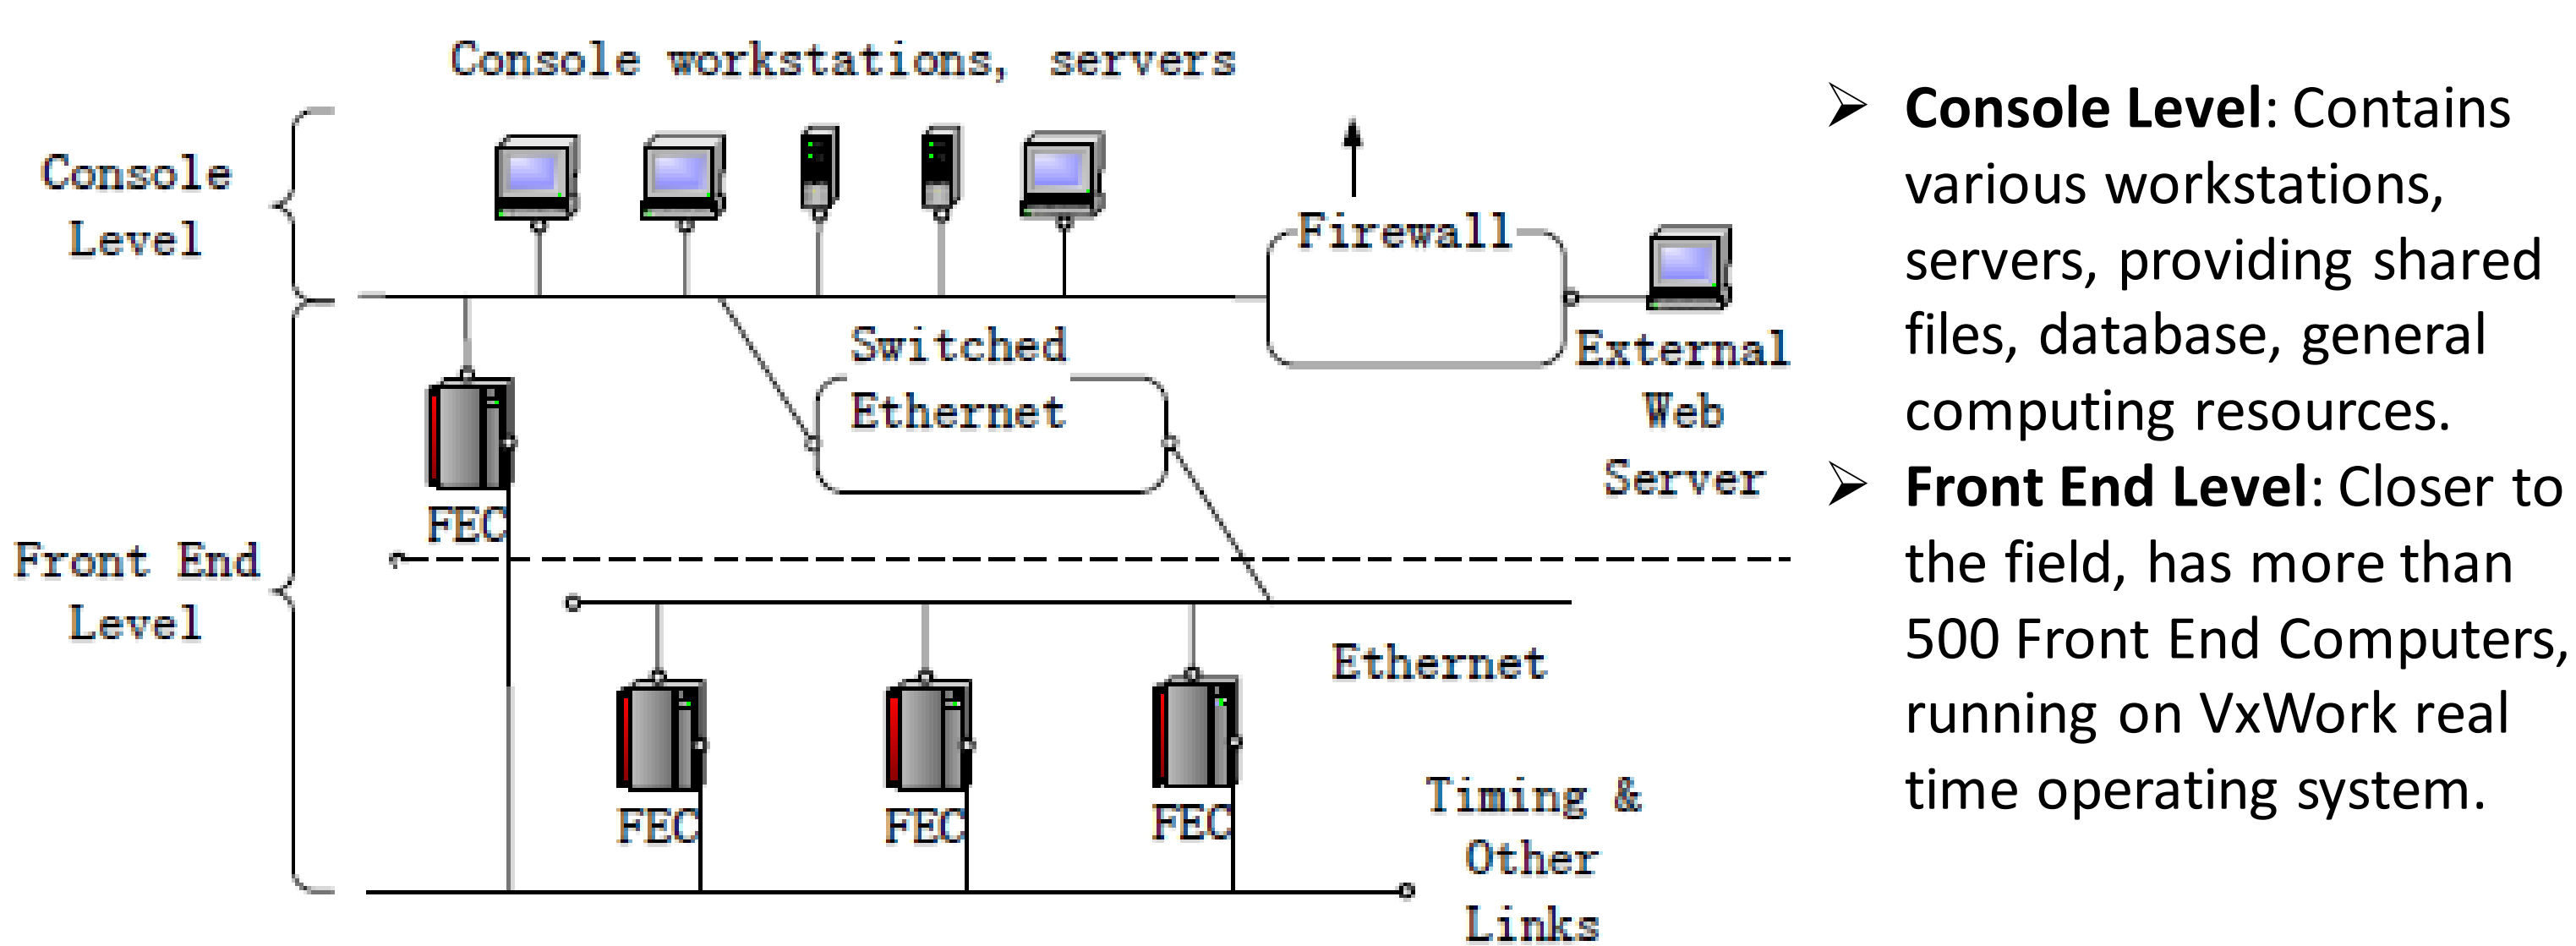 Console workstations, servers
Console
Level
Firewall
Switched
Ethernet
External
Web
Server
FEC
Front End
Level
Ethernet
FEC
FEC
FEC
Timing &
Other
Links
➢ Console Level: Contains
various workstations,
servers, providing shared
files, database, general
computing resources.
➢ Front End Level: Closer to
the field, has more than
500 Front End Computers,
running on VxWork real
time operating system.